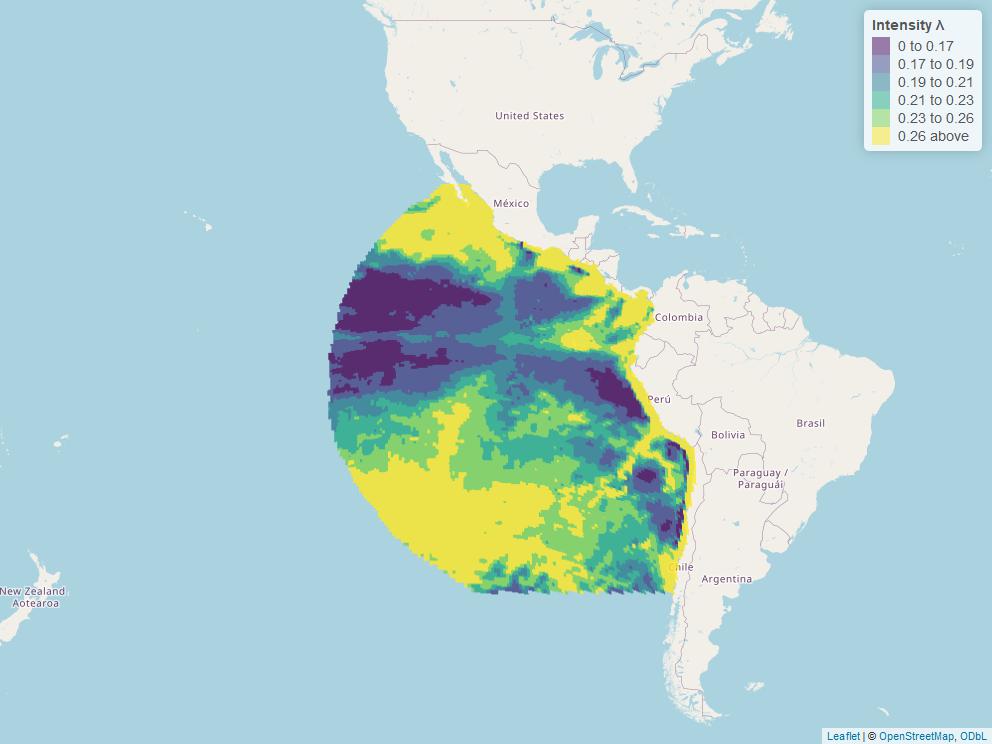 Intensity λ
0 to 0.17
0.17 to 0.19
0.19 to 0.21
0.21 to 0.23
0.23 to 0.26
0.26 above
United States
México
Colombia
Perú
Brasil
Bolivia
Paraguay /
Paraguái
Chile
Argentina
New Zealand
Aotearoa
Leaflet | © OpenStreetMap, ODbL